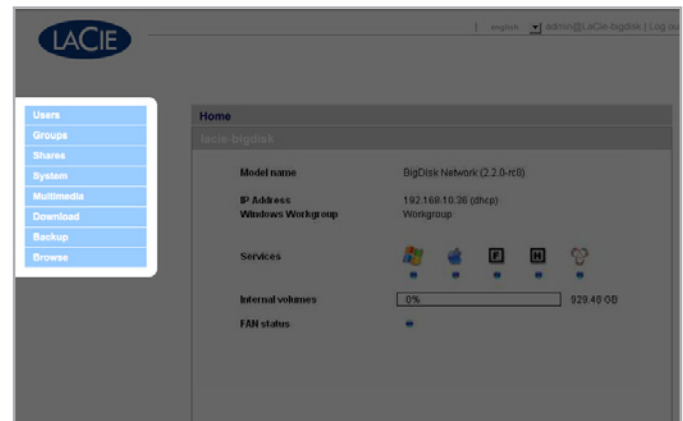 LACIE
english admin@LaCie-bigdisk | Log ou
Users
Groups
Shares
System
Multimedia
Download
Backup
Browse
Home
lacie-bigdisk
Model name BigDisk Network (2.2.0-rc8)
IP Address 192.168.10.36 (dhcp)
Windows Workgroup Workgroup
Services F H
Internal volumes 0% 929.48 GB
FAN status